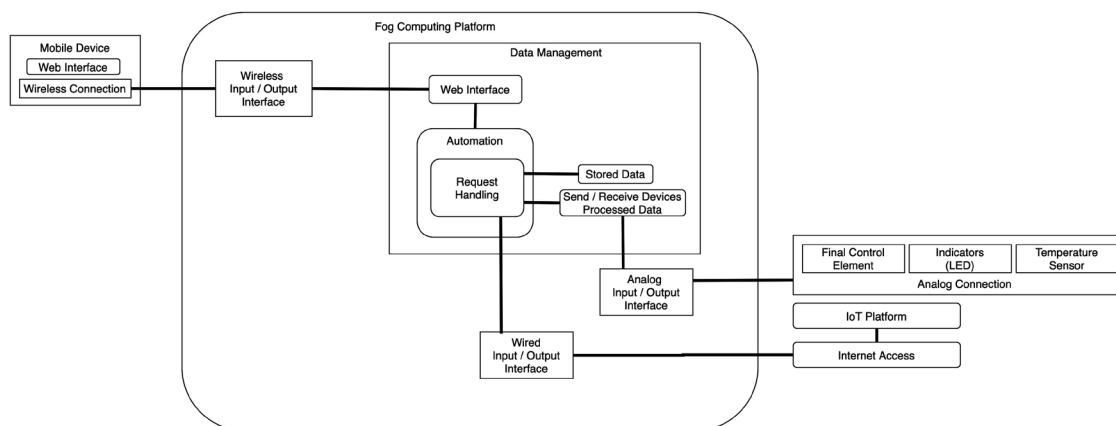 Fog Computing Platform
Mobile Device
Web Interface
Wireless Connection
Wireless
Input / Output
Interface
Data Management
Web Interface
Automation
Request
Handling
Stored Data
Send / Receive Devices
Processed Data
Analog
Input / Output
Interface
Wired
Input / Output
Interface
Final Control
Element
Indicators
(LED)
Temperature
Sensor
Analog Connection
IoT Platform
Internet Access